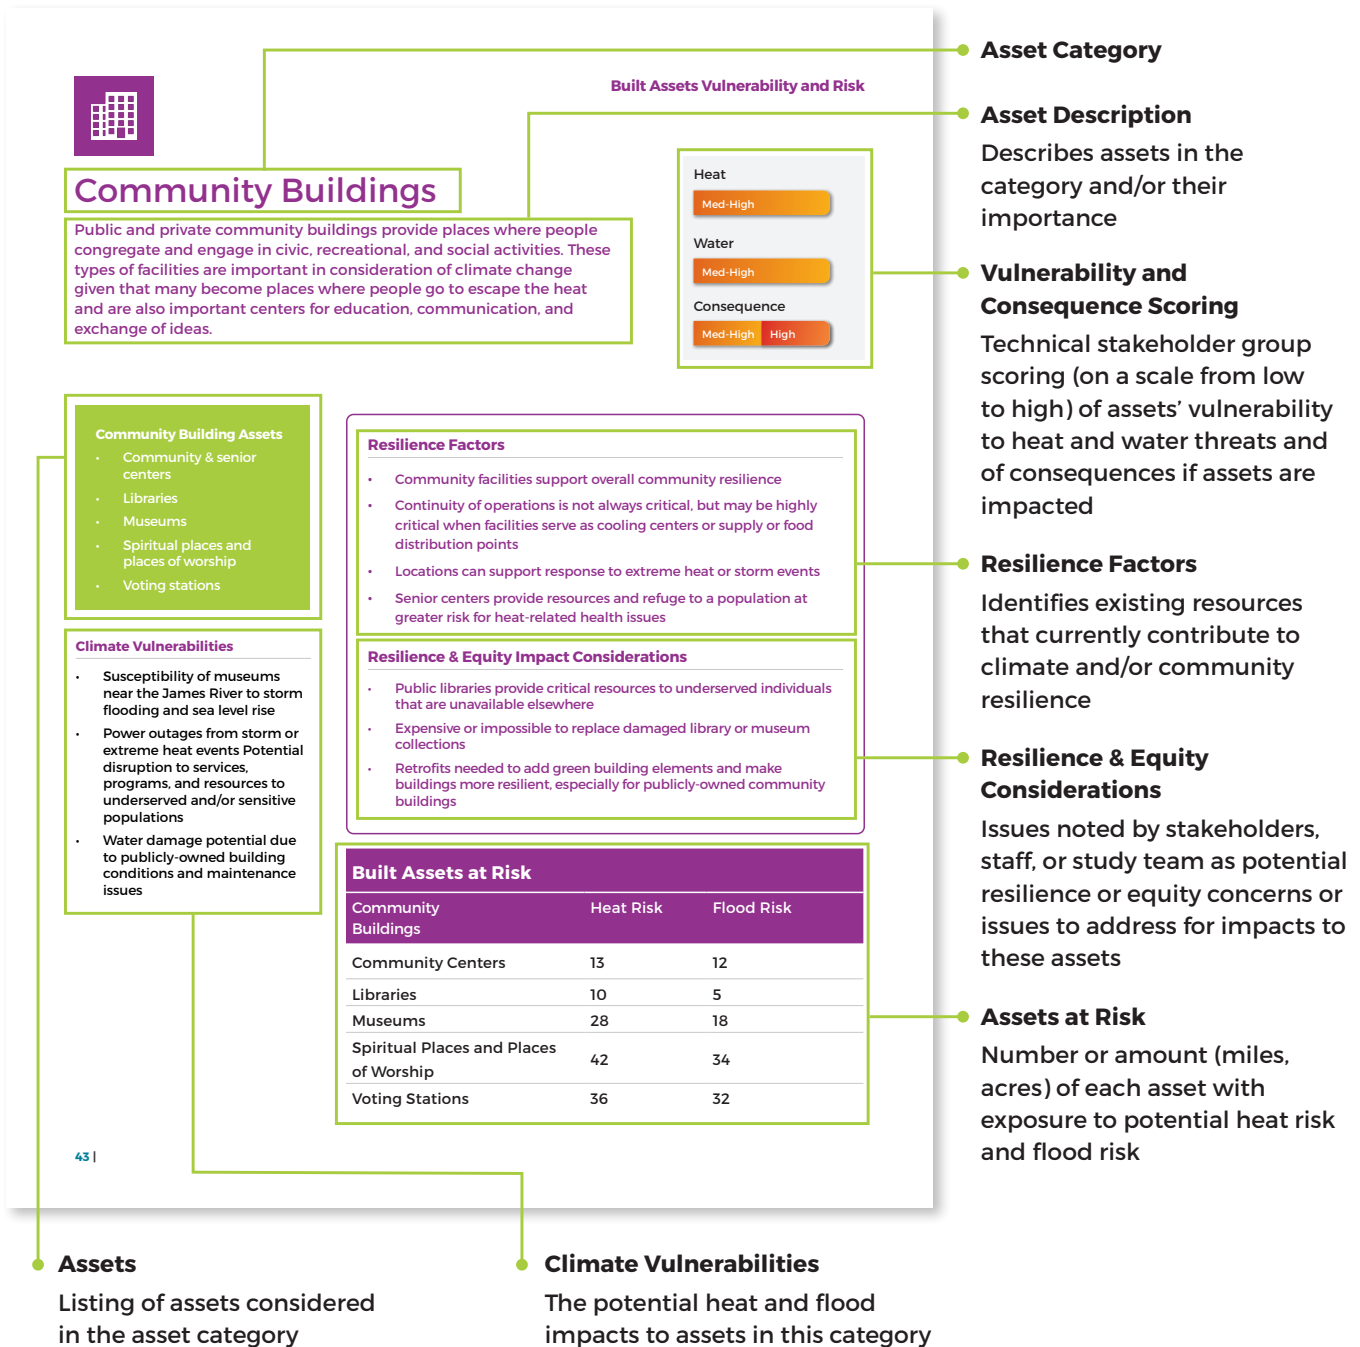 Built Assets Vulnerability and Risk
Community Buildings
Public and private community buildings provide places where people
congregate and engage in civic, recreational, and social activities. These
types of facilities are important in consideration of climate change
given that many become places where people go to escape the heat
and are also important centers for education, communication, and
exchange of ideas.
Heat
Med-High
Water
Med-High
Consequence
Med-High High
Community Building Assets
• Community & senior
centers
• Libraries
• Museums
• Spiritual places and
places of worship
• Voting stations
Climate Vulnerabilities
• Susceptibility of museums
near the James River to storm
flooding and sea level rise
• Power outages from storm or
extreme heat events Potential
disruption to services,
programs, and resources to
underserved and/or sensitive
populations
• Water damage potential due
to publicly-owned building
conditions and maintenance
issues
Resilience Factors
• Community facilities support overall community resilience
• Continuity of operations is not always critical, but may be highly
critical when facilities serve as cooling centers or supply or food
distribution points
• Locations can support response to extreme heat or storm events
• Senior centers provide resources and refuge to a population at
greater risk for heat-related health issues
Resilience & Equity Impact Considerations
• Public libraries provide critical resources to underserved individuals
that are unavailable elsewhere
• Expensive or impossible to replace damaged library or museum
collections
• Retrofits needed to add green building elements and make
buildings more resilient, especially for publicly-owned community
buildings
Built Assets at Risk
Community
Buildings Heat Risk Flood Risk
Community Centers 13 12
Libraries 10 5
Museums 28 18
Spiritual Places and Places
of Worship 42 34
Voting Stations 36 32
43 |
Asset Category
Asset Description
Describes assets in the
category and/or their
importance
Vulnerability and
Consequence Scoring
Technical stakeholder group
scoring (on a scale from low
to high) of assets’ vulnerability
to heat and water threats and
of consequences if assets are
impacted
Resilience Factors
Identifies existing resources
that currently contribute to
climate and/or community
resilience
Resilience & Equity
Considerations
Issues noted by stakeholders,
staff, or study team as potential
resilience or equity concerns or
issues to address for impacts to
these assets
Assets at Risk
Number or amount (miles,
acres) of each asset with
exposure to potential heat risk
and flood risk
Assets
Listing of assets considered
in the asset category
Climate Vulnerabilities
The potential heat and flood
impacts to assets in this category